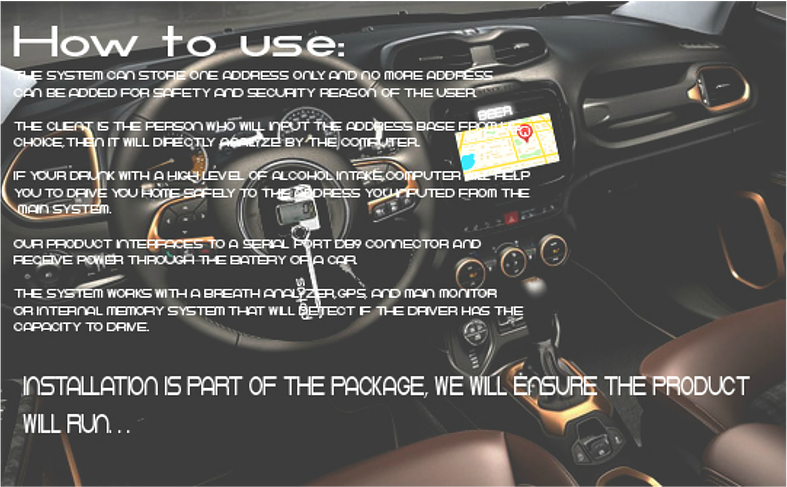 How to use:
THE SYSTEM CAN STORE ONE ADDRESS ONLY AND NO MORE ADDRESS
CAN BE ADDED FOR SAFETY AND SECURITY REASON OF THE USER.
THE CLIENT IS THE PERSON WHO WILL INPUT THE ADDRESS BASE FROM
CHOICE, THEN IT WILL DIRECTLY ANALYZE BY THE COMPUTER.
IF YOUR DRUNK WITH A HIGH LEVEL OF ALCOHOL INTAKE, COMPUTER WILL HELP
YOU TO DRIVE YOU HOME SAFELY TO THE ADDRESS YOU INPUTED FROM THE
MAIN SYSTEM.
OUR PRODUCT INTERFACES TO A SERIAL PORT DB9 CONNECTOR AND
RECEIVE POWER THROUGH THE BATERY OF A CAR.
THE SYSTEM WORKS WITH A BREATH ANALYZER, GPS, AND MAIN MONITOR
OR INTERNAL MEMORY SYSTEM THAT WILL DETECT IF THE DRIVER HAS THE
CAPACITY TO DRIVE.
INSTALLATION IS PART OF THE PACKAGE, WE WILL ENSURE THE PRODUCT
WILL RUN...